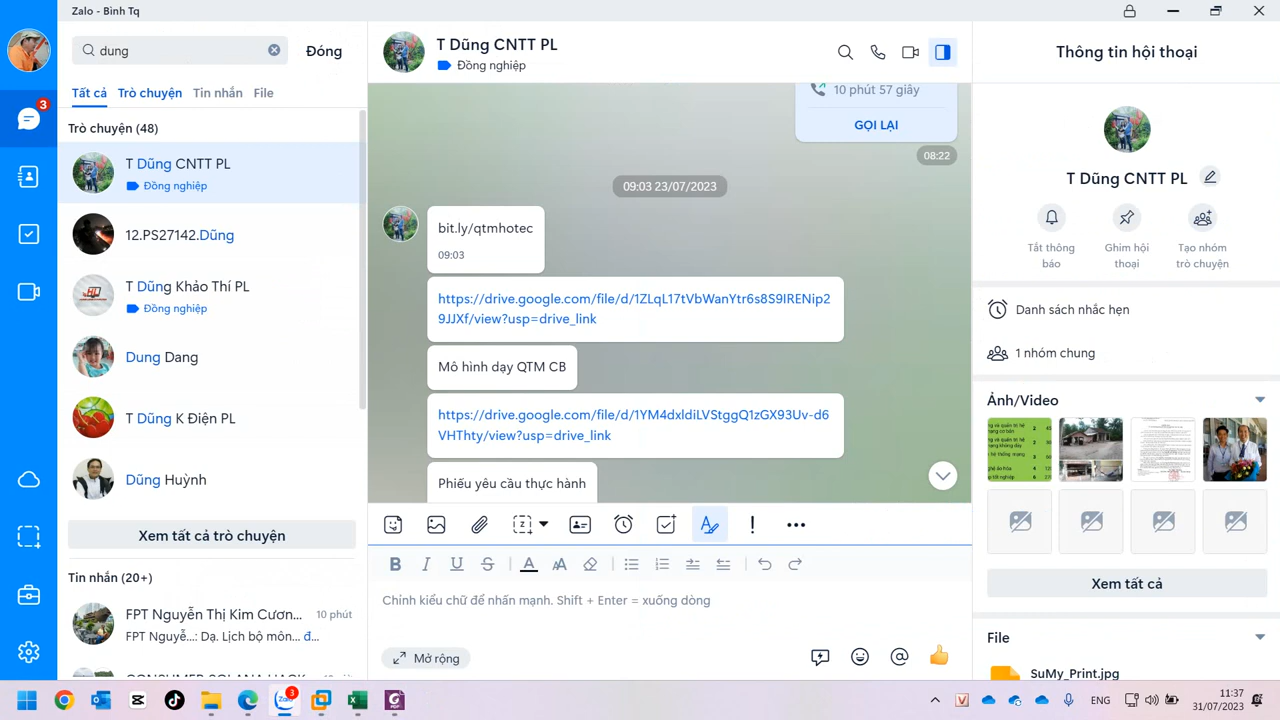 Zalo - Bình Tq
dung
Đóng
Tất cả
Trò chuyện
Tin nhắn
File
Trò chuyện (48)
T Dũng CNTT PL
Đồng nghiệp
12.PS27142.Dũng
T Dũng Khảo Thí PL
Đồng nghiệp
Dung Dang
T Dũng K Điện PL
Dũng Huỳnh
Xem tất cả trò chuyện
Tin nhắn (20+)
FPT Nguyễn Thị Kim Cươn...
10 phút
FPT Nguyễ...: Dạ. Lịch bộ môn... đ...
3
T Dũng CNTT PL
Đồng nghiệp
10 phút 57 giây
GỌI LẠI
08:22
09:03 23/07/2023
bit.ly/qtmhotec
09:03
https://drive.google.com/file/d/1ZLqL17tVbWanYtr6s8S9IRENip2
9JJXf/view?usp=drive_link
Mô hình dạy QTM CB
https://drive.google.com/file/d/1YM4dxldiLVStggQ1zGX93Uv-d6
VHThty/view?usp=drive_link
Phiếu yêu cầu thực hành
B I U S A AA
Chỉnh kiểu chữ để nhấn mạnh. Shift + Enter = xuống dòng
Mở rộng
Thông tin hội thoại
T Dũng CNTT PL
Tắt thông
báo
Ghim hội
thoại
Tạo nhóm
trò chuyện
Danh sách nhắc hẹn
1 nhóm chung
Ảnh/Video
Xem tất cả
File
SuMy_Print.jpg
Zalo
3
ENG
11:37
31/07/2023